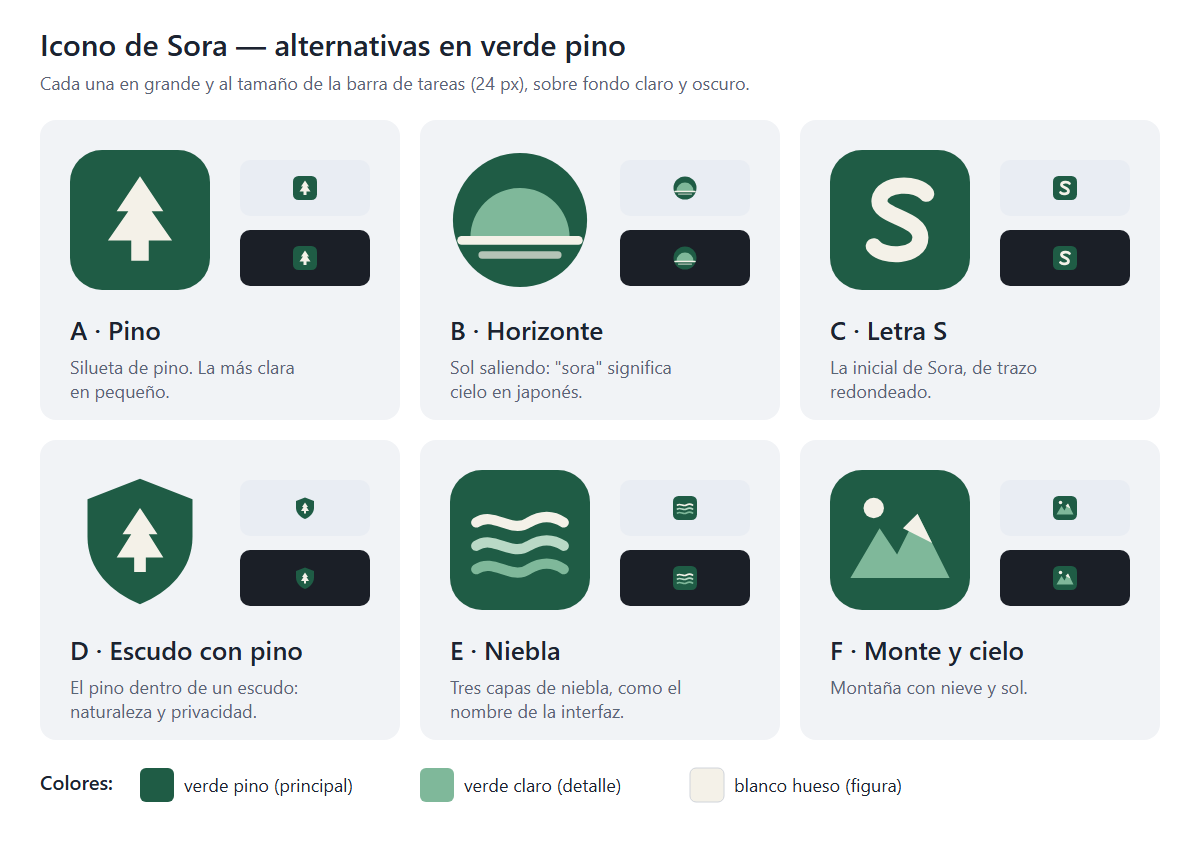 Icono de Sora — alternativas en verde pino
Cada una en grande y al tamaño de la barra de tareas (24 px), sobre fondo claro y oscuro.
S
S
S
A · Pino
Silueta de pino. La más clara
en pequeño.
B · Horizonte
Sol saliendo: "sora" significa
cielo en japonés.
C · Letra S
La inicial de Sora, de trazo
redondeado.
D · Escudo con pino
El pino dentro de un escudo:
naturaleza y privacidad.
E · Niebla
Tres capas de niebla, como el
nombre de la interfaz.
F · Monte y cielo
Montaña con nieve y sol.
Colores:
verde pino (principal)
verde claro (detalle)
blanco hueso (figura)